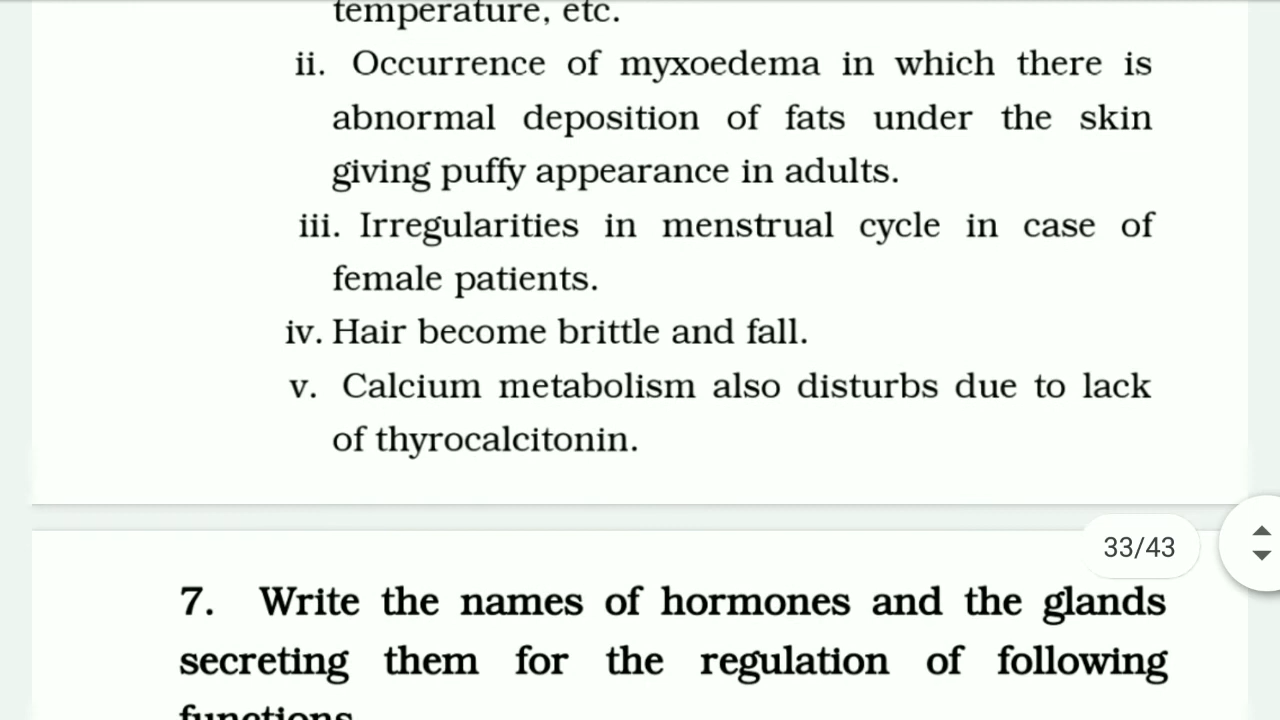 temperature, etc.
ii. Occurrence of myxoedema in which there is
abnormal deposition of fats under the skin
giving puffy appearance in adults.
iii. Irregularities in menstrual cycle in case of
female patients.
iv. Hair become brittle and fall.
v. Calcium metabolism also disturbs due to lack
of thyrocalcitonin.
33/43
7. Write the names of hormones and the glands
secreting them for the regulation of following
functions